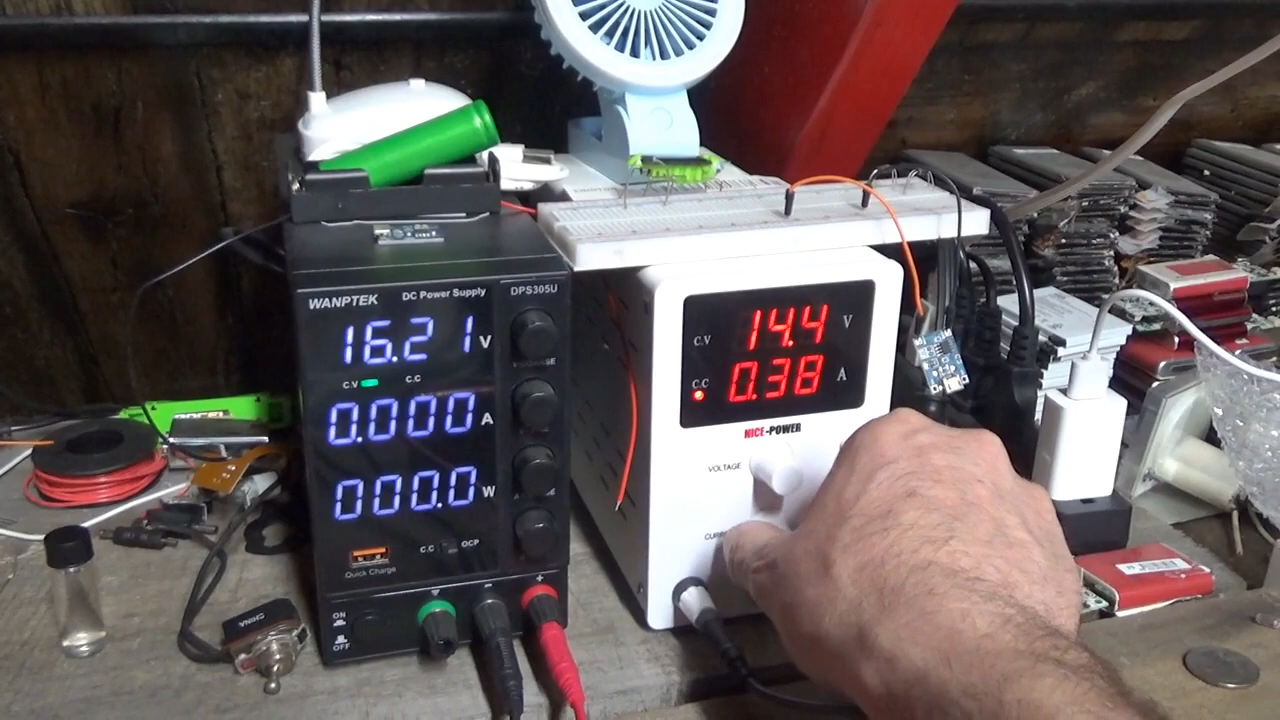 WANPTEK DC Power Supply DPS305U
16.21 V
C.V C.C
0.000 A
000.0 W
C.C OCP
Quick Charge
ON
OFF
CHINA
C.V 14.4 V
C.C 0.38 A
NICE-POWER
VOLTAGE